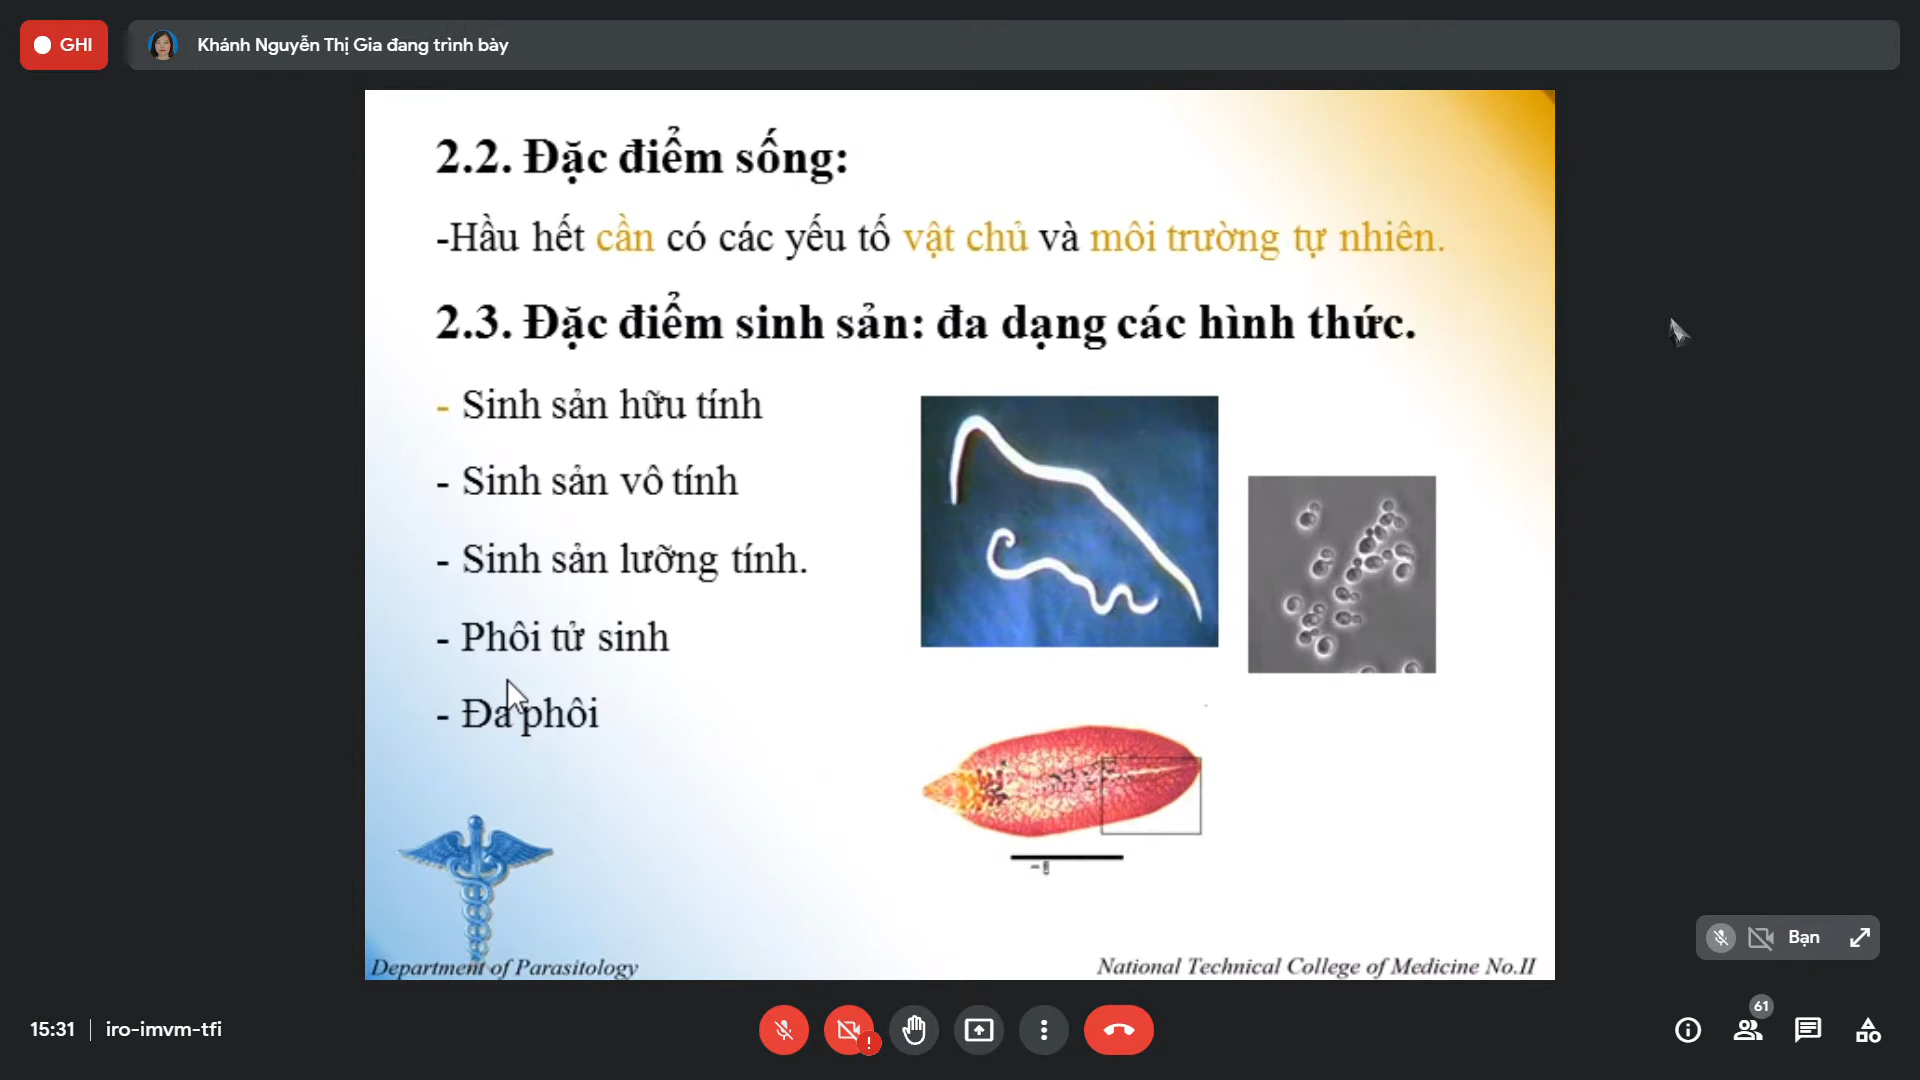 GHI
Khánh Nguyễn Thị Gia đang trình bày
2.2. Đặc điểm sống:
-Hầu hết cần có các yếu tố vật chủ và môi trường tự nhiên.
2.3. Đặc điểm sinh sản: đa dạng các hình thức.
- Sinh sản hữu tính
- Sinh sản vô tính
- Sinh sản lưỡng tính.
- Phôi tử sinh
- Đa phôi
Department of Parasitology
National Technical College of Medicine No.II
Bạn
15:31
iro-imvm-tfi
61